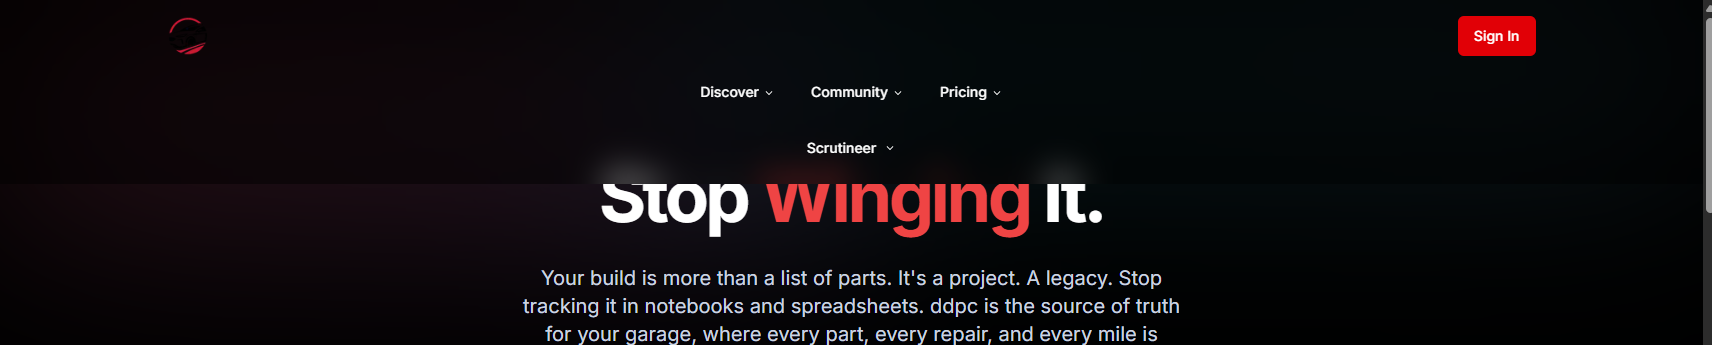 Sign In
Discover Community Pricing
Scrutineer
Stop Winging It.
Your build is more than a list of parts. It's a project. A legacy. Stop
tracking it in notebooks and spreadsheets. ddpc is the source of truth
for your garage, where every part, every repair, and every mile is